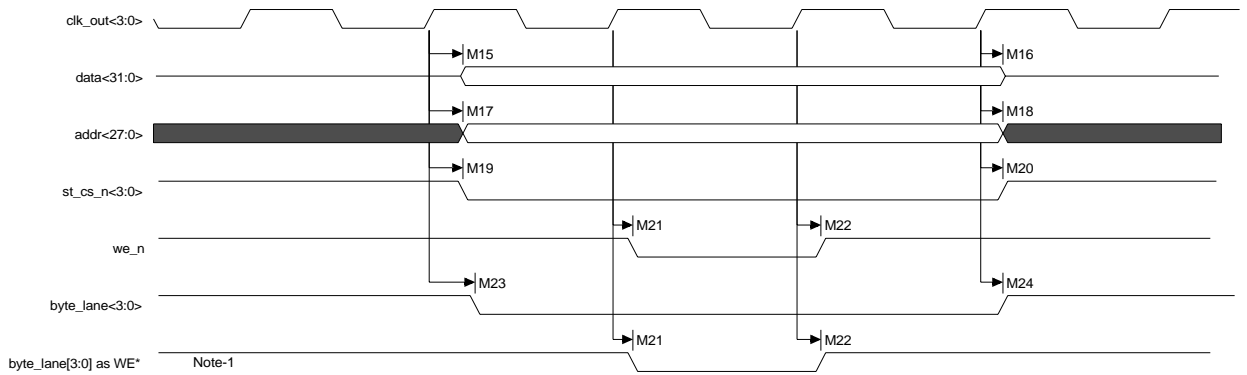 clk_out<3:0>
M15 M16
data<31:0>
M17 M18
addr<27:0>
M19 M20
st_cs_n<3:0>
M21 M22
we_n
M23 M24
byte_lane<3:0>
M21 M22
byte_lane[3:0] as WE* Note-1